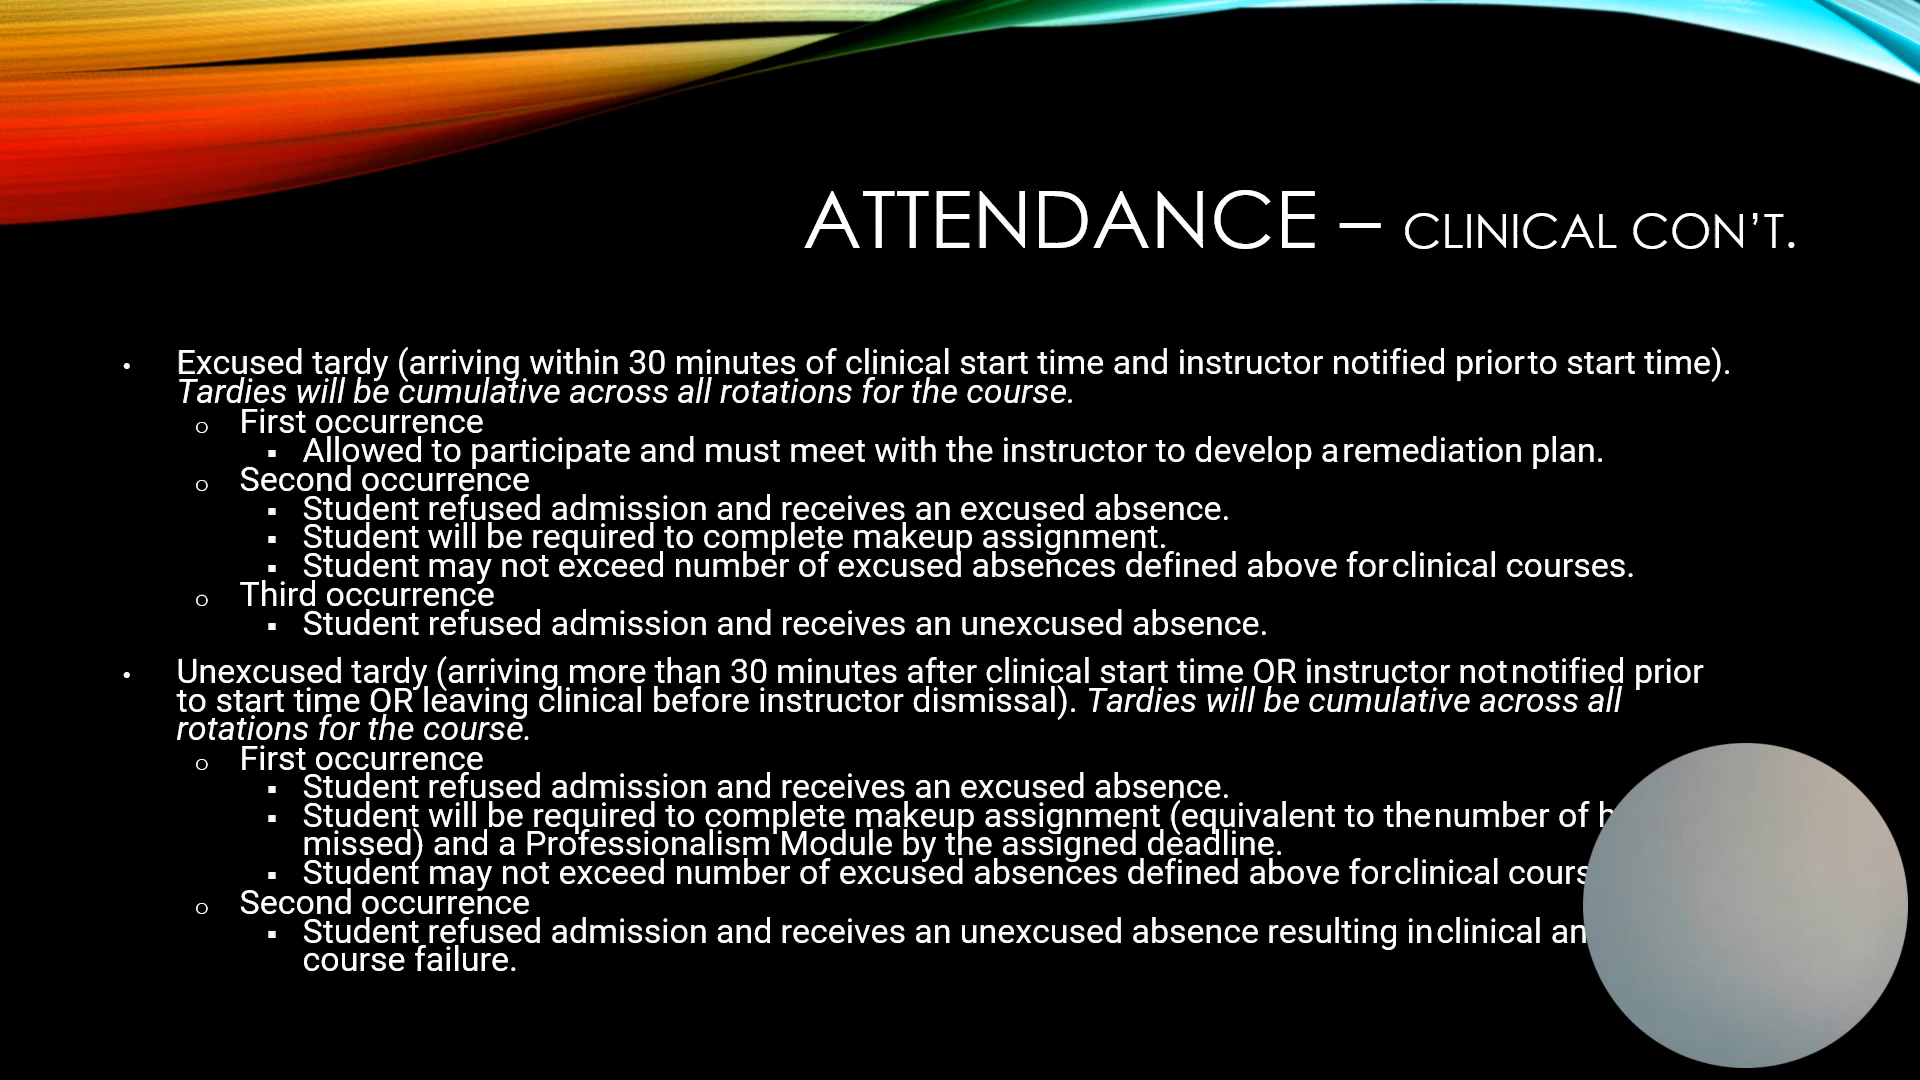 ATTENDANCE – CLINICAL CON'T.
• Excused tardy (arriving within 30 minutes of clinical start time and instructor notified prior to start time).
Tardies will be cumulative across all rotations for the course.
o First occurrence
▪ Allowed to participate and must meet with the instructor to develop a remediation plan.
o Second occurrence
▪ Student refused admission and receives an excused absence.
▪ Student will be required to complete makeup assignment.
▪ Student may not exceed number of excused absences defined above for clinical courses.
o Third occurrence
▪ Student refused admission and receives an unexcused absence.
• Unexcused tardy (arriving more than 30 minutes after clinical start time OR instructor not notified prior
to start time OR leaving clinical before instructor dismissal). Tardies will be cumulative across all
rotations for the course.
o First occurrence
▪ Student refused admission and receives an excused absence.
▪ Student will be required to complete makeup assignment (equivalent to the number of
missed) and a Professionalism Module by the assigned deadline.
▪ Student may not exceed number of excused absences defined above for clinical
o Second occurrence
▪ Student refused admission and receives an unexcused absence resulting in clinical
course failure.